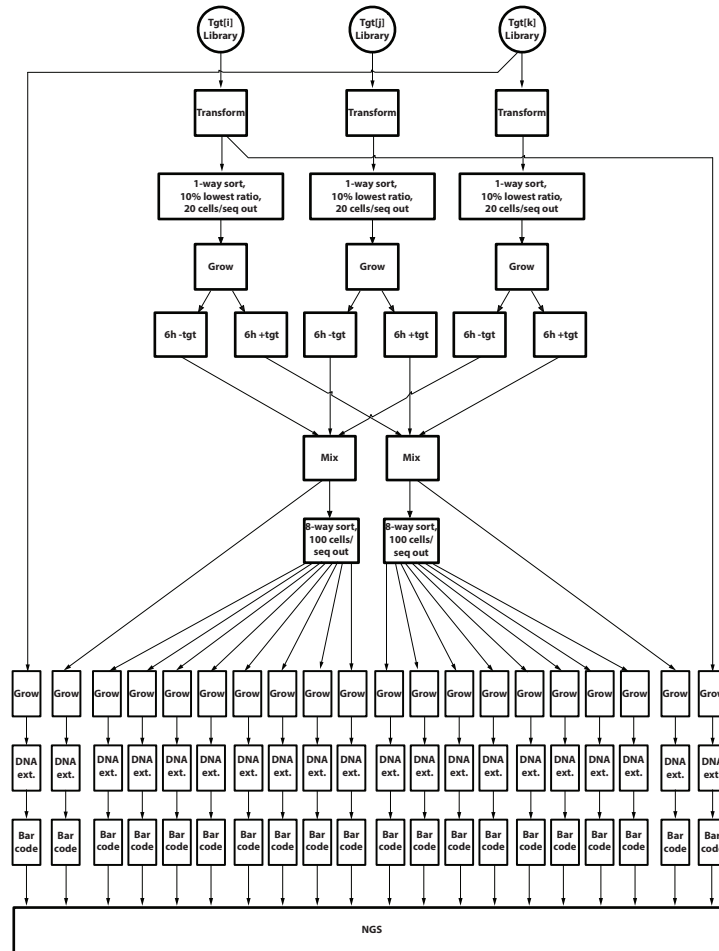 Tgt[i] Tgt[j] Tgt[k]
Library Library Library
Transform Transform Transform
1-way sort, 1-way sort, 1-way sort,
10% lowest ratio, 10% lowest ratio, 10% lowest ratio,
20 cells/seq out 20 cells/seq out 20 cells/seq out
Grow Grow Grow
6h -tgt 6h +tgt 6h -tgt 6h +tgt 6h -tgt 6h +tgt
Mix Mix
8-way sort, 8-way sort,
100 cells/ 100 cells/
seq out seq out
Grow Grow Grow Grow Grow Grow Grow Grow Grow Grow Grow Grow Grow Grow Grow Grow Grow Grow Grow Grow
DNA DNA DNA DNA DNA DNA DNA DNA DNA DNA DNA DNA DNA DNA DNA DNA DNA DNA DNA DNA
ext. ext. ext. ext. ext. ext. ext. ext. ext. ext. ext. ext. ext. ext. ext. ext. ext. ext. ext. ext.
Bar Bar Bar Bar Bar Bar Bar Bar Bar Bar Bar Bar Bar Bar Bar Bar Bar Bar Bar Bar
code code code code code code code code code code code code code code code code code code code code
NGS